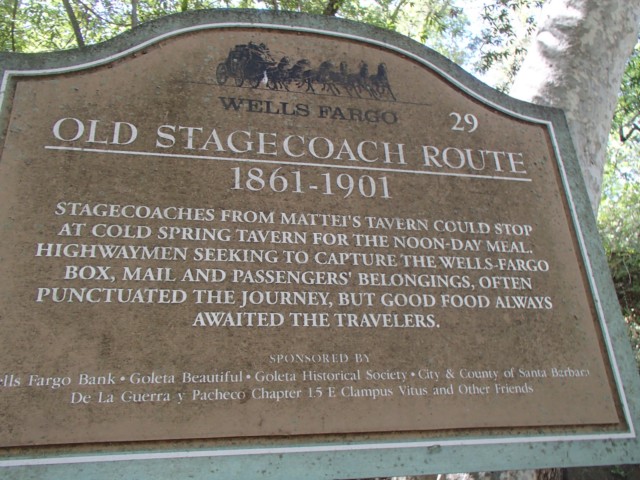 WELLS FARGO
29
OLD STAGECOACH ROUTE
1861-1901
STAGECOACHES FROM MATTEI'S TAVERN COULD STOP
AT COLD SPRING TAVERN FOR THE NOON-DAY MEAL.
HIGHWAYMEN SEEKING TO CAPTURE THE WELLS-FARGO
BOX, MAIL AND PASSENGERS' BELONGINGS, OFTEN
PUNCTUATED THE JOURNEY, BUT GOOD FOOD ALWAYS
AWAITED THE TRAVELERS.
SPONSORED BY
ells Fargo Bank • Goleta Beautiful • Goleta Historical Society • City & County of Santa Barbara
De La Guerra y Pacheco Chapter 15 E Clampus Vitus and Other Friends